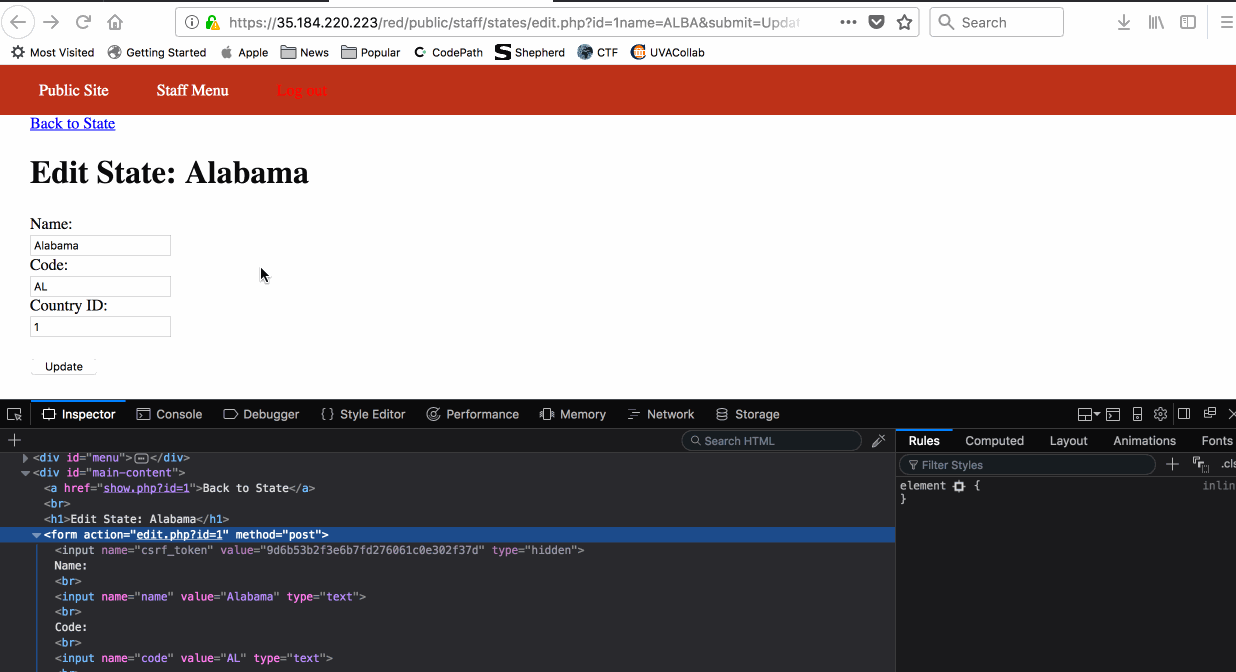 https://35.184.220.223/red/public/staff/states/edit.php?id=1name=ALBA&submit=Updat
Search
Most Visited Getting Started Apple News Popular CodePath Shepherd CTF UVACollab
Public Site Staff Menu Log out
Back to State
Edit State: Alabama
Name:
Alabama
Code:
AL
Country ID:
1
Update
Inspector Console Debugger Style Editor Performance Memory Network Storage
Search HTML
<div id="menu"></div>
<div id="main-content">
<a href="show.php?id=1">Back to State</a>
<br>
<h1>Edit State: Alabama</h1>
<form action="edit.php?id=1" method="post">
<input name="csrf_token" value="9d6b53b2f3e6b7fd276061c0e302f37d" type="hidden">
Name:
<br>
<input name="name" value="Alabama" type="text">
<br>
Code:
<br>
<input name="code" value="AL" type="text">
Rules Computed Layout Animations Fonts
Filter Styles
.cls
element {
inlin
}